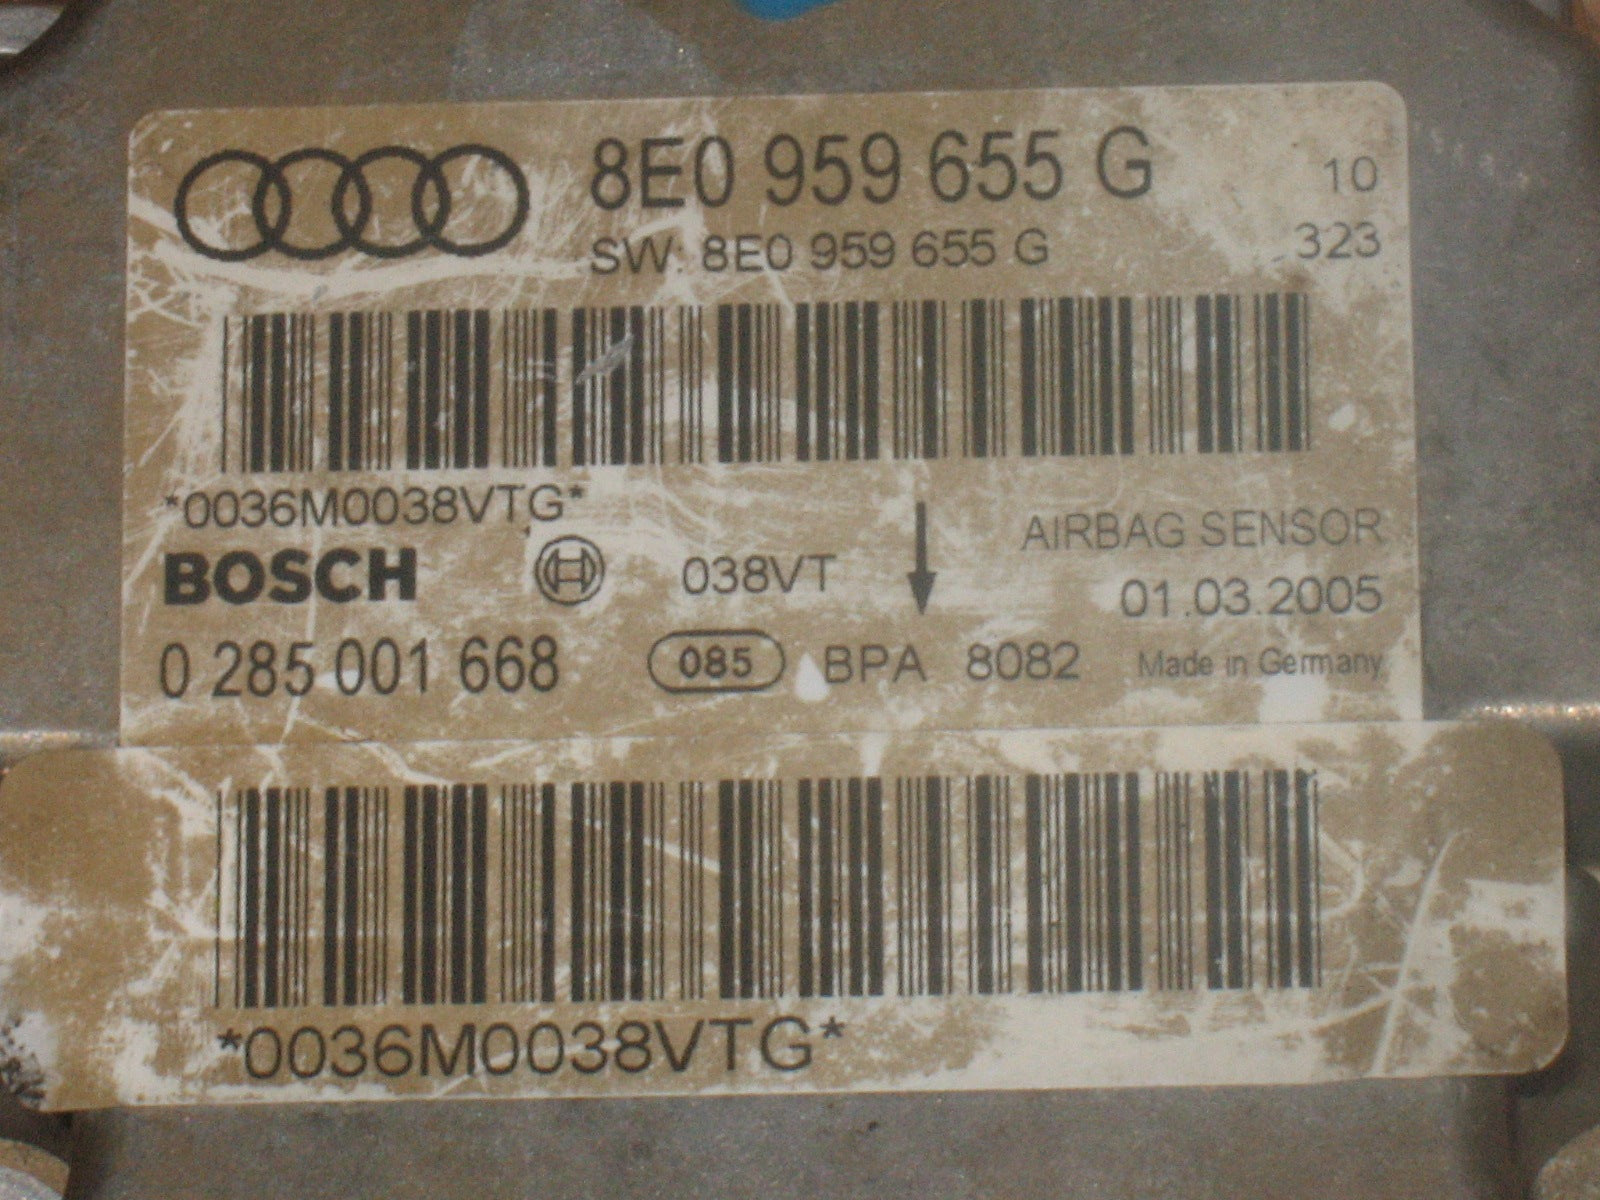 8E0 959 655 G
10
SW: 8E0 959 655 G
323
*0036M0038VTG*
AIRBAG SENSOR
BOSCH
038VT
01.03.2005
0 285 001 668
085
BPA 8082
Made in Germany
*0036M0038VTG*